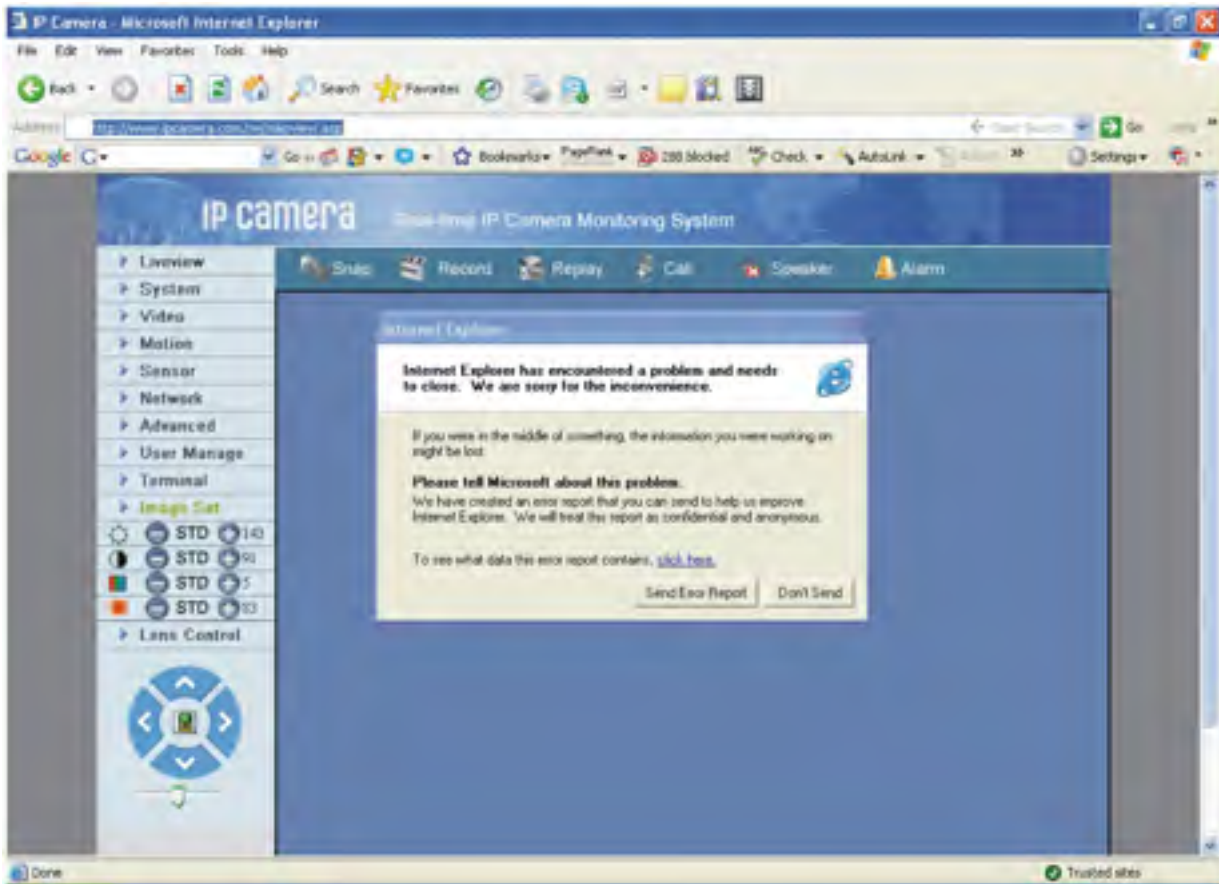 IP Camera - Microsoft Internet Explorer
File Edit View Favorites Tools Help
Back Search Favorites
Address Go
Google G Go Bookmarks PageRank 288 blocked Check AutoLink Settings
IP camera Real-time IP Camera Monitoring System
Snap Record Replay Call Speaker Alarm
Liveview
System
Video
Motion
Sensor
Network
Advanced
User Manage
Terminal
Image Set
STD
STD
STD 5
STD
Lens Control
Internet Explorer
Internet Explorer has encountered a problem and needs
to close. We are sorry for the inconvenience.
If you were in the middle of something, the information you were working on
might be lost.
Please tell Microsoft about this problem.
We have created an error report that you can send to help us improve
Internet Explorer. We will treat this report as confidential and anonymous.
To see what data this error report contains, click here.
Send Error Report Don't Send
Done Trusted sites